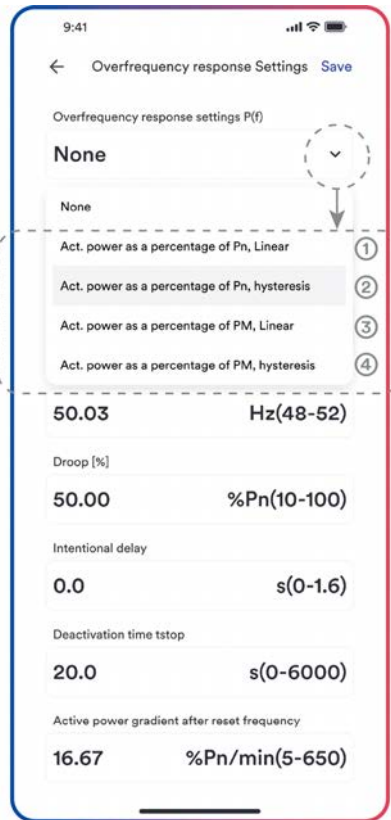 9:41
Overfrequency response Settings Save
Overfrequency response settings P(f)
None
None
Act. power as a percentage of Pn, Linear ①
Act. power as a percentage of Pn, hysteresis ②
Act. power as a percentage of PM, Linear ③
Act. power as a percentage of PM, hysteresis ④
50.03 Hz(48-52)
Droop [%]
50.00 %Pn(10-100)
Intentional delay
0.0 s(0-1.6)
Deactivation time tstop
20.0 s(0-6000)
Active power gradient after reset frequency
16.67 %Pn/min(5-650)